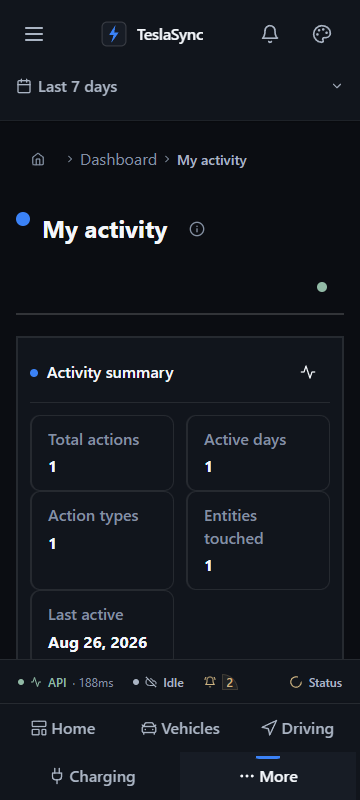 TeslaSync
Last 7 days
Dashboard > My activity
My activity
Activity summary
Total actions
1
Active days
1
Action types
1
Entities
touched
1
Last active
Aug 26, 2026
API · 188ms Idle 2 Status
Home Vehicles Driving
Charging More